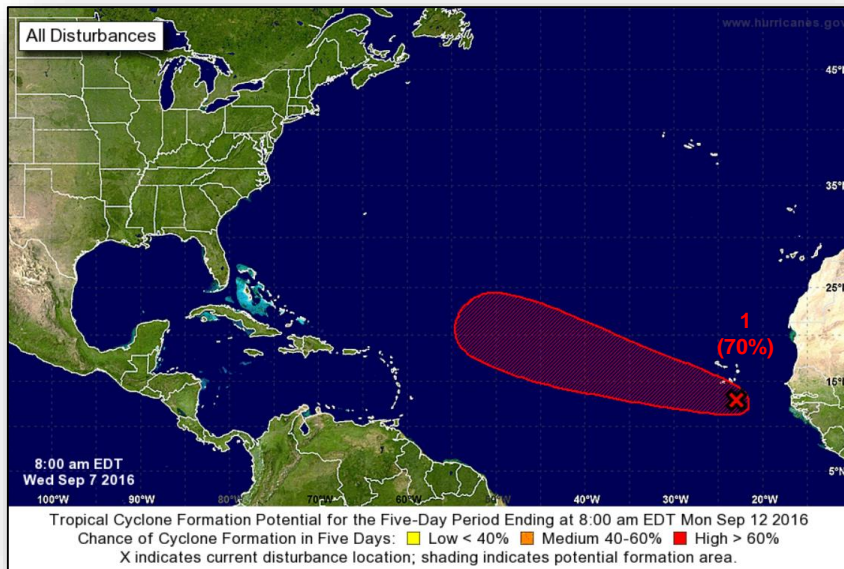 www.hurricanes.gov
All Disturbances
45°N
35°N
25°N
1
(70%)
15°N
5°N
8:00 am EDT
Wed Sep 7 2016
100°W 90°W 80°W 70°W 60°W 50°W 40°W 30°W 20°W
Tropical Cyclone Formation Potential for the Five-Day Period Ending at 8:00 am EDT Mon Sep 12 2016
Chance of Cyclone Formation in Five Days: Low < 40% Medium 40-60% High > 60%
X indicates current disturbance location; shading indicates potential formation area.